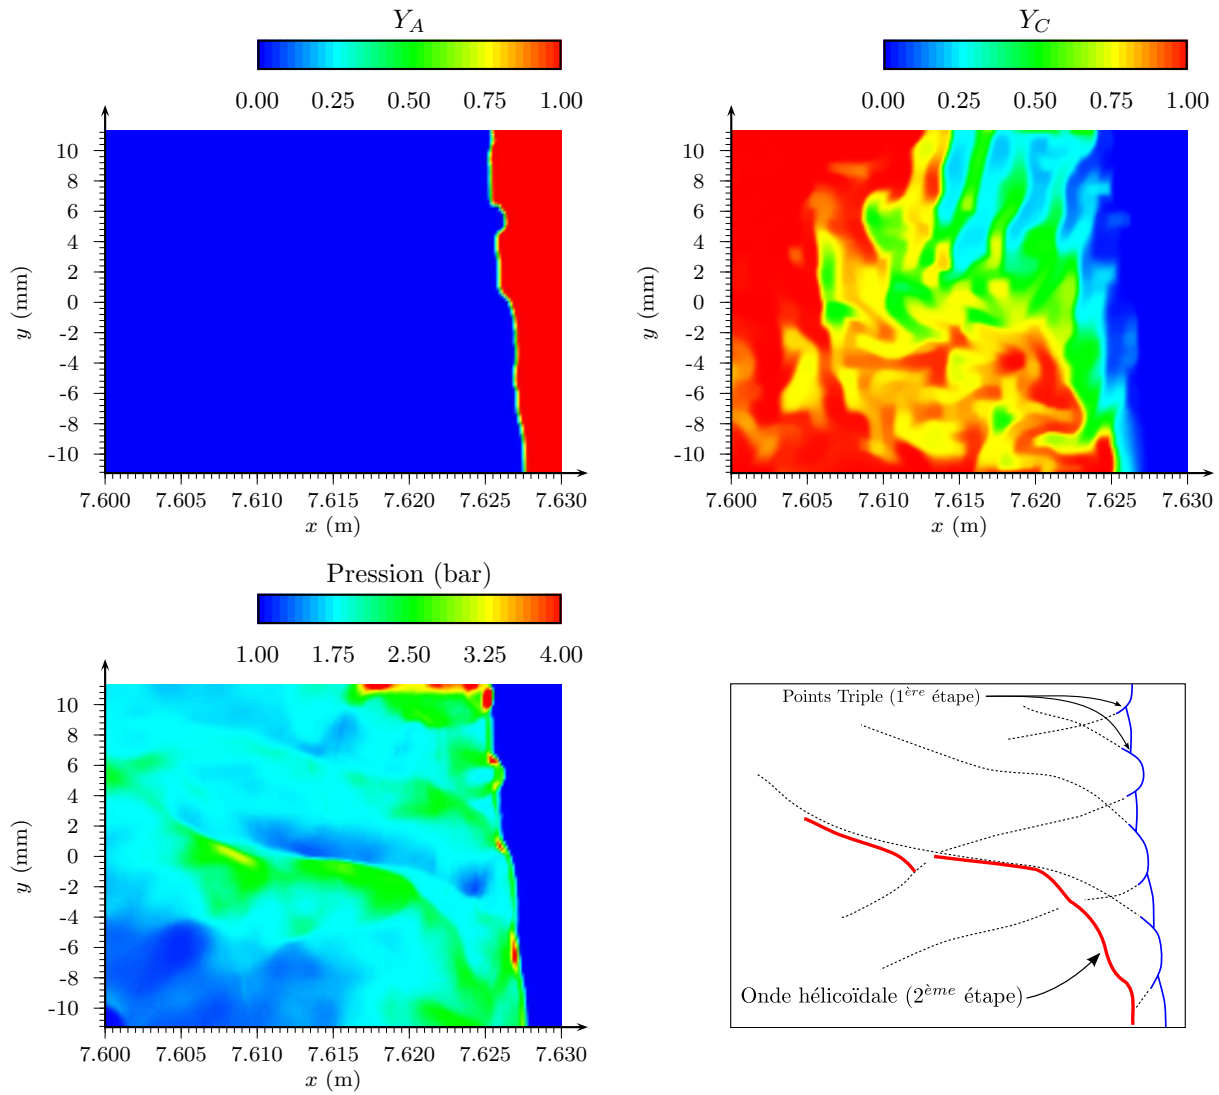 Y_A
0.00 0.25 0.50 0.75 1.00
10
8
6
4
2
0
-2
-4
-6
-8
-10
y (mm)
7.600 7.605 7.610 7.615 7.620 7.625 7.630
x (m)
Y_C
0.00 0.25 0.50 0.75 1.00
10
8
6
4
2
0
-2
-4
-6
-8
-10
y (mm)
7.600 7.605 7.610 7.615 7.620 7.625 7.630
x (m)
Pression (bar)
1.00 1.75 2.50 3.25 4.00
10
8
6
4
2
0
-2
-4
-6
-8
-10
y (mm)
7.600 7.605 7.610 7.615 7.620 7.625 7.630
x (m)
Points Triple (1ère étape)
Onde hélicoïdale (2ème étape)